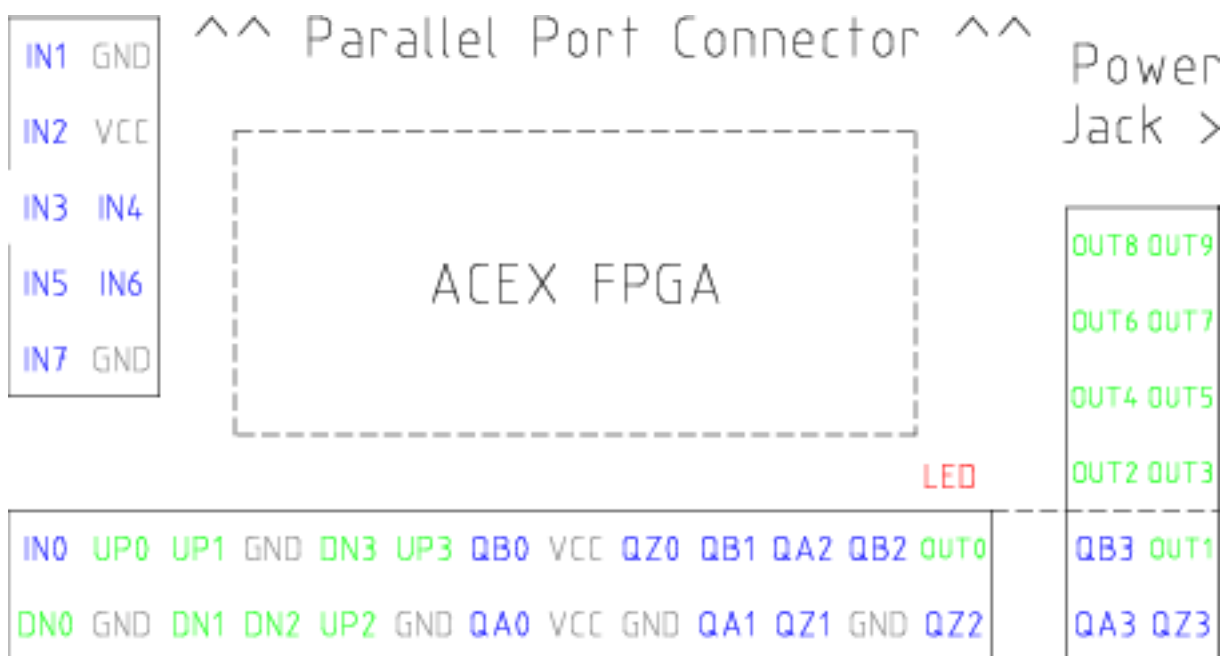 ^^ Parallel Port Connector ^^
Power
Jack >
IN1 GND
IN2 VCC
IN3 IN4
IN5 IN6
IN7 GND
ACEX FPGA
OUT8 OUT9
OUT6 OUT7
OUT4 OUT5
OUT2 OUT3
LED
IN0 UP0 UP1 GND DN3 UP3 QB0 VCC QZ0 QB1 QA2 QB2 OUT0
DN0 GND DN1 DN2 UP2 GND QA0 VCC GND QA1 QZ1 GND QZ2
QB3 OUT1
QA3 QZ3